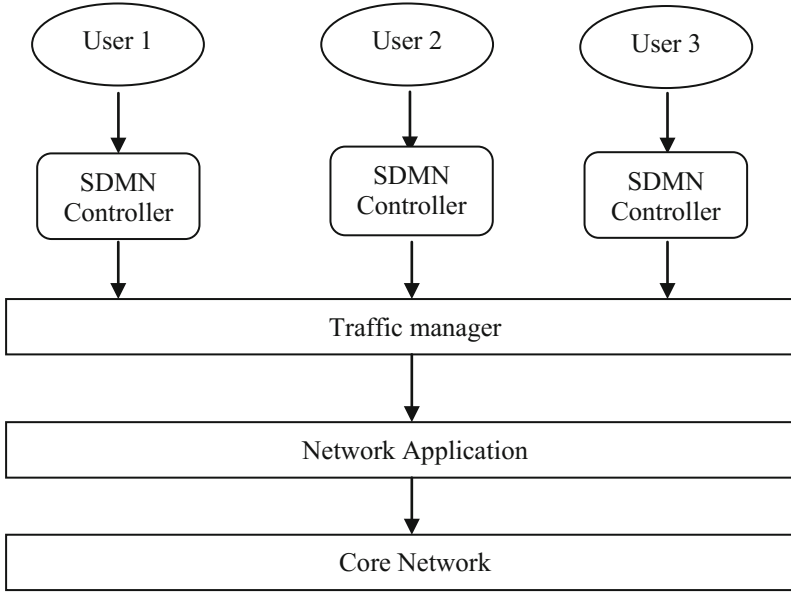 User 1
User 2
User 3
SDMN
Controller
SDMN
Controller
SDMN
Controller
Traffic manager
Network Application
Core Network